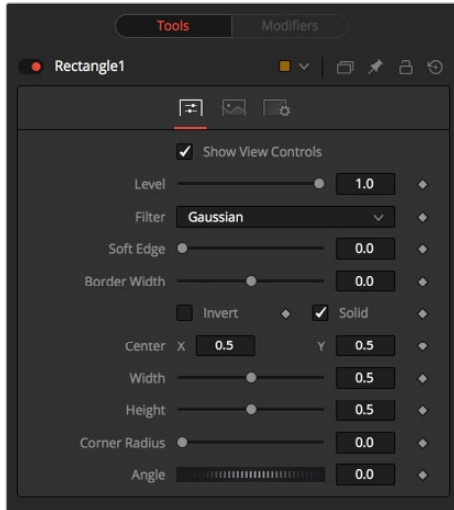 Tools Modifiers
Rectangle1
Show View Controls
Level 1.0
Filter Gaussian
Soft Edge 0.0
Border Width 0.0
Invert Solid
Center X 0.5 Y 0.5
Width 0.5
Height 0.5
Corner Radius 0.0
Angle 0.0